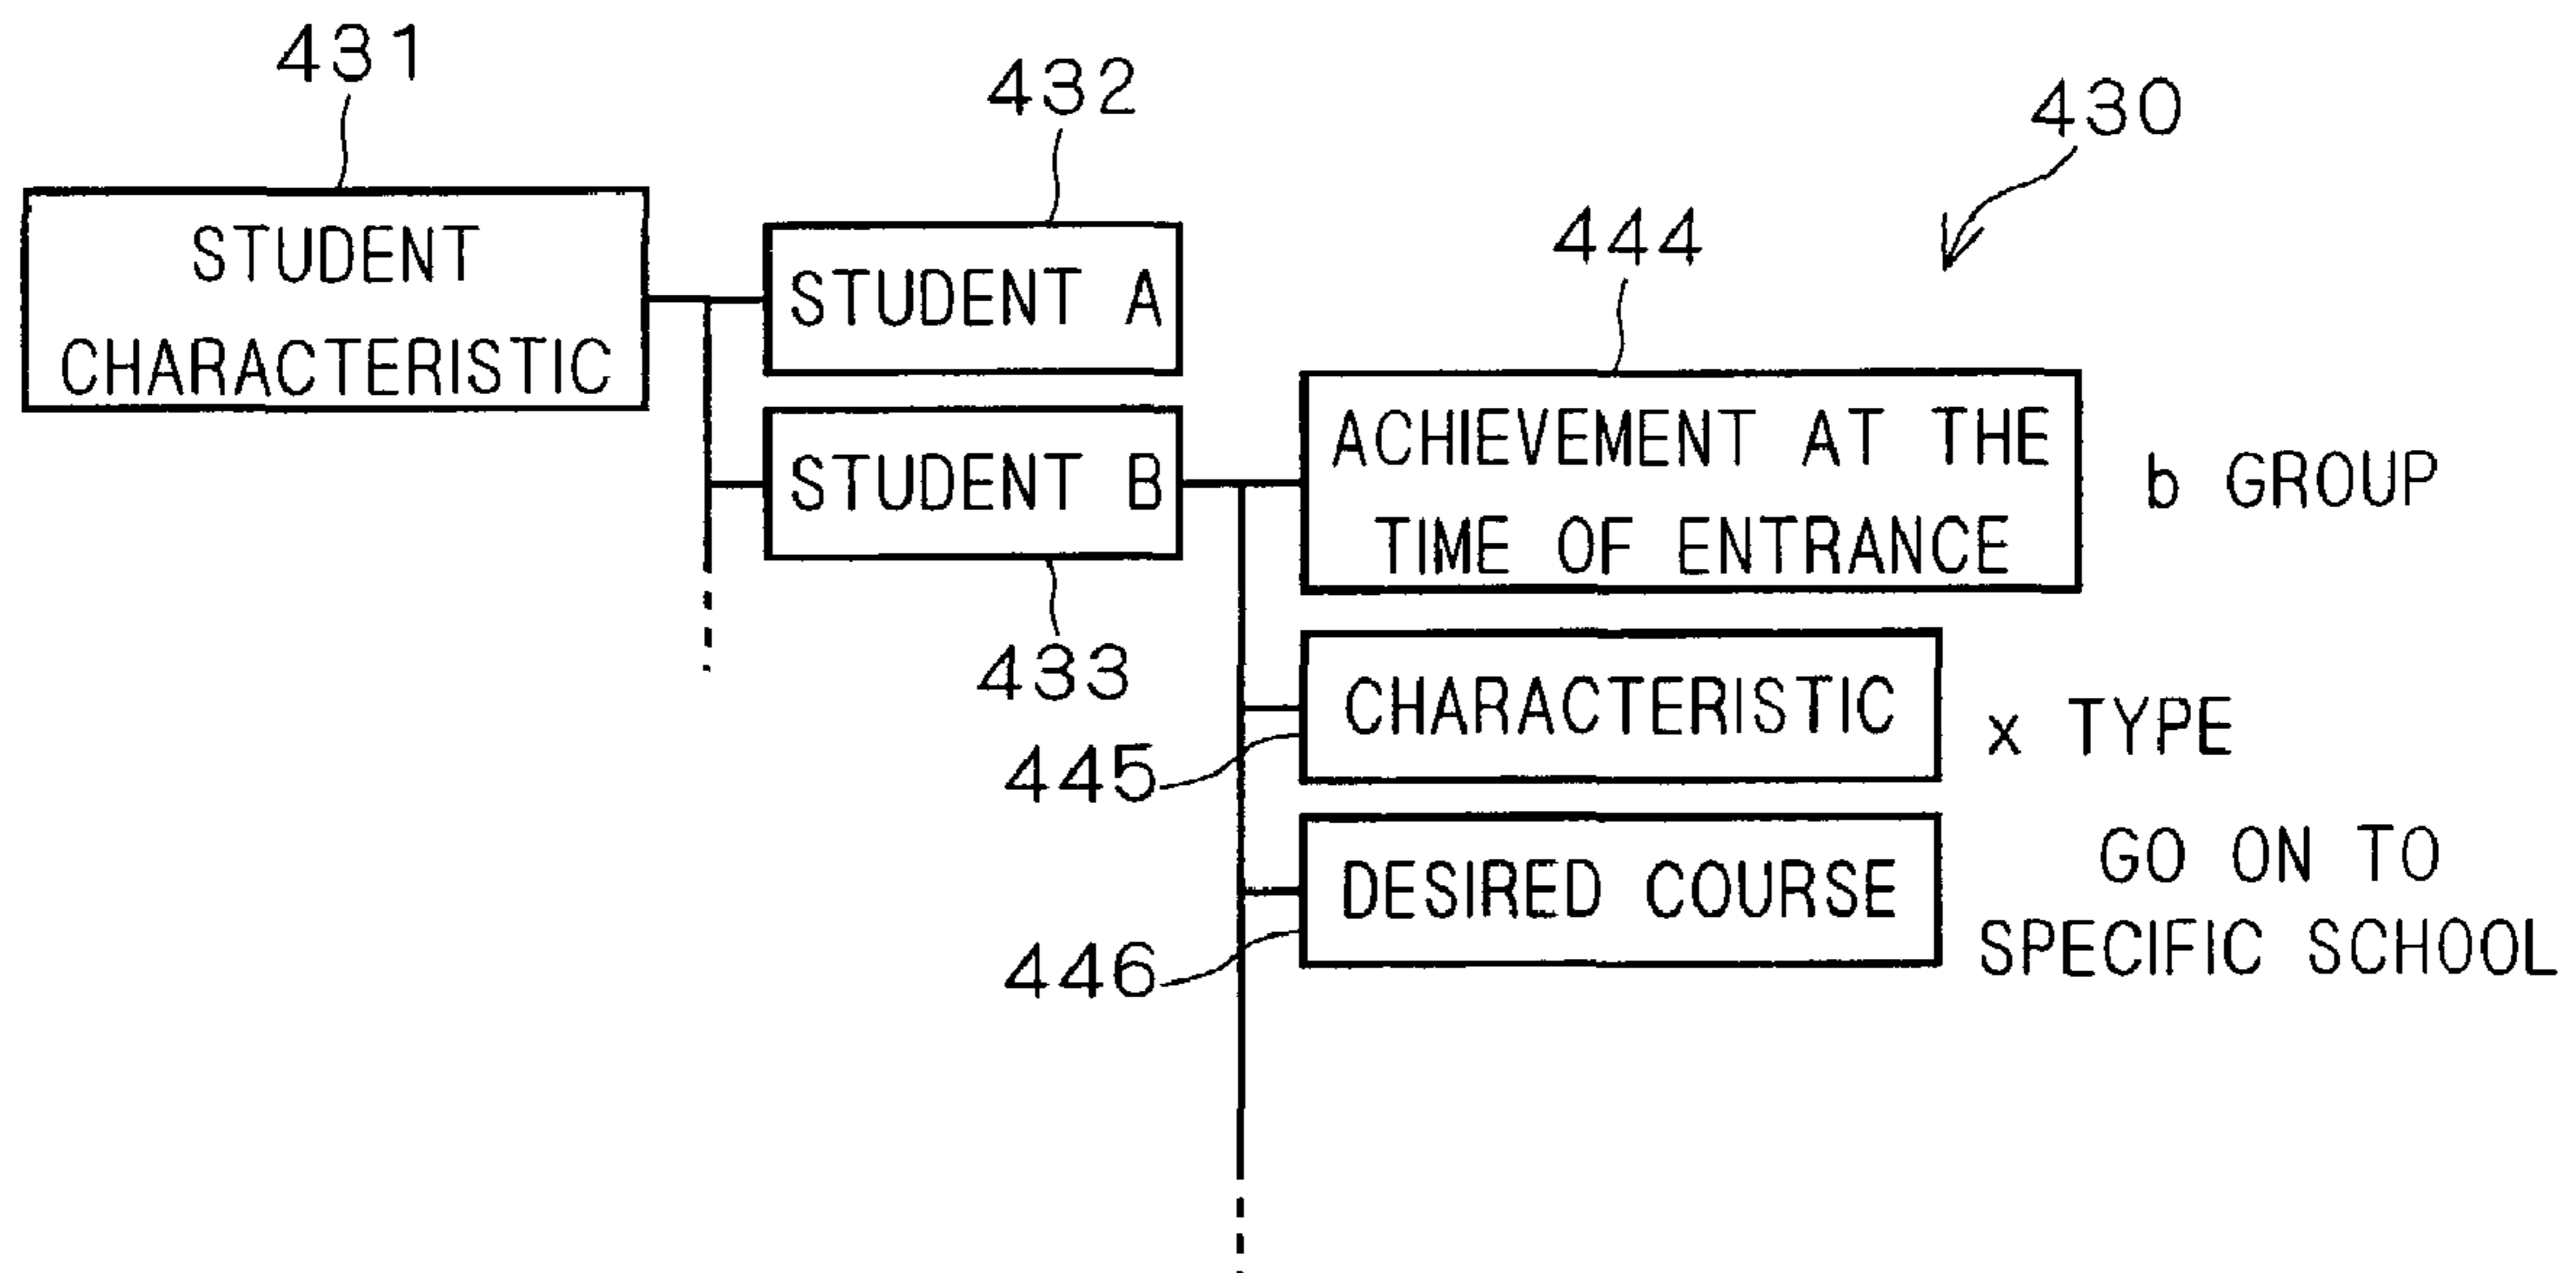 431
432
430
444
STUDENT
CHARACTERISTIC
STUDENT A
STUDENT B
433
ACHIEVEMENT AT THE
TIME OF ENTRANCE
b GROUP
CHARACTERISTIC
445
x TYPE
DESIRED COURSE
446
GO ON TO
SPECIFIC SCHOOL